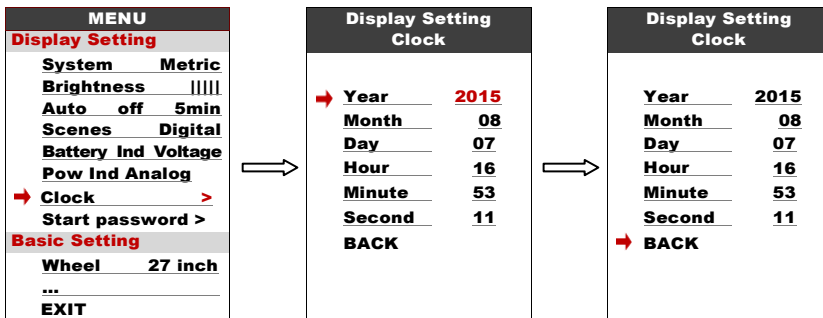 MENU
Display Setting
System Metric
Brightness |||||
Auto off 5min
Scenes Digital
Battery Ind Voltage
Pow Ind Analog
Clock >
Start password >
Basic Setting
Wheel 27 inch
...
EXIT
Display Setting
Clock
Year 2015
Month 08
Day 07
Hour 16
Minute 53
Second 11
BACK
Display Setting
Clock
Year 2015
Month 08
Day 07
Hour 16
Minute 53
Second 11
BACK